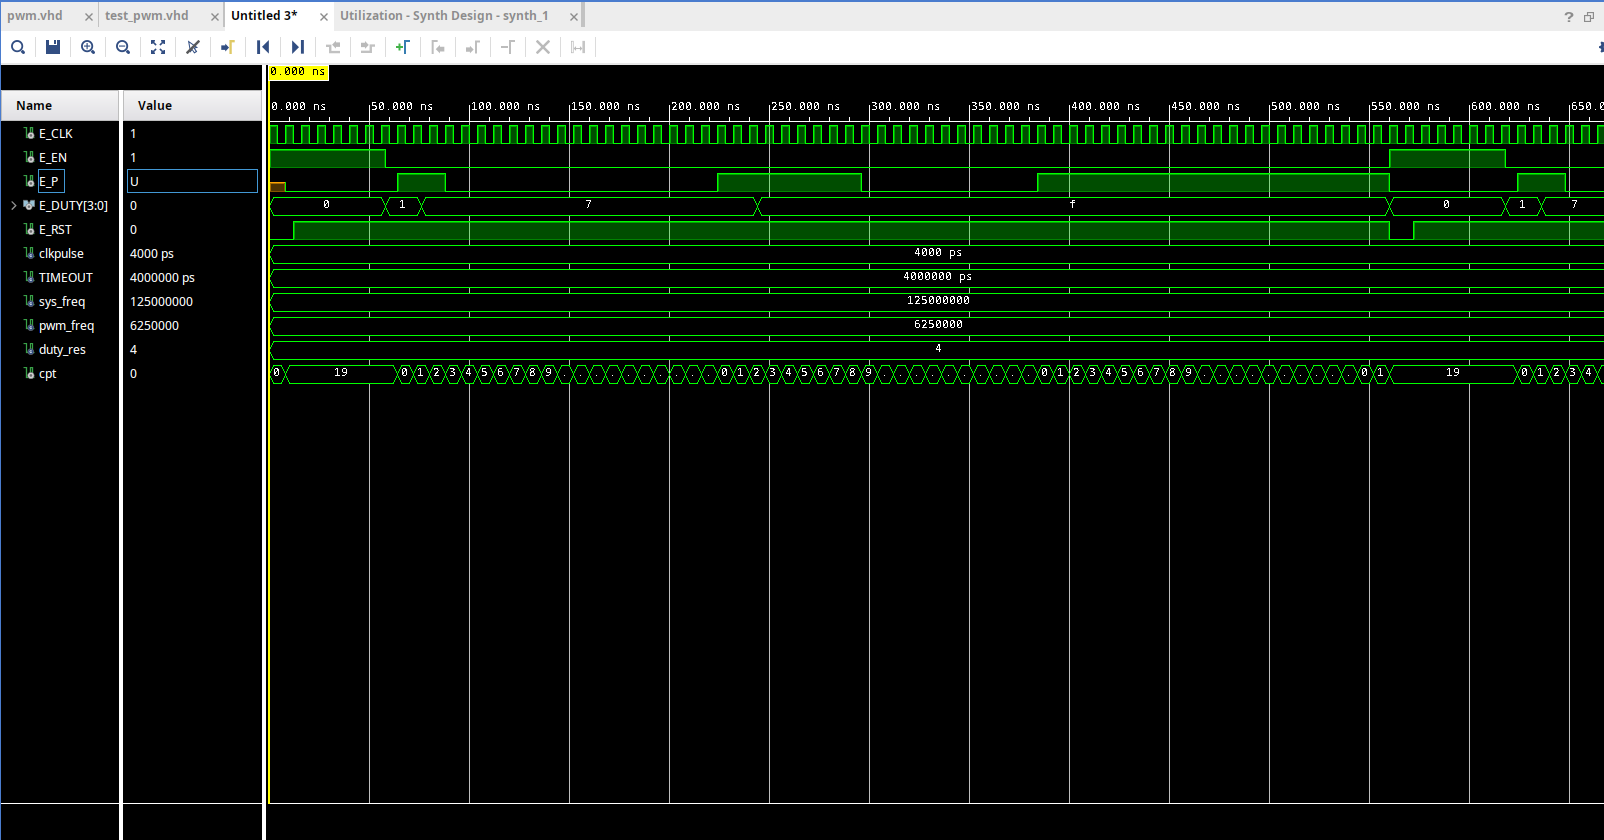 pwm.vhd × test_pwm.vhd × Untitled 3* × Utilization - Synth Design - synth_1 × ?
0.000 ns
Name Value
0.000 ns 50.000 ns 100.000 ns 150.000 ns 200.000 ns 250.000 ns 300.000 ns 350.000 ns 400.000 ns 450.000 ns 500.000 ns 550.000 ns 600.000 ns 650.0
E_CLK 1
E_EN 1
E_P U
E_DUTY[3:0] 0 0 1 7 f 0 1 7
E_RST 0
clkpulse 4000 ps 4000 ps
TIMEOUT 4000000 ps 4000000 ps
sys_freq 125000000 125000000
pwm_freq 6250000 6250000
duty_res 4 4
cpt 0 0 19 0 1 2 3 4 5 6 7 8 9 . . . . . . . . . . 0 1 2 3 4 5 6 7 8 9 . . . . . . . . . . 0 1 2 3 4 5 6 7 8 9 . . . . . . . . . . 0 1 19 0 1 2 3 4